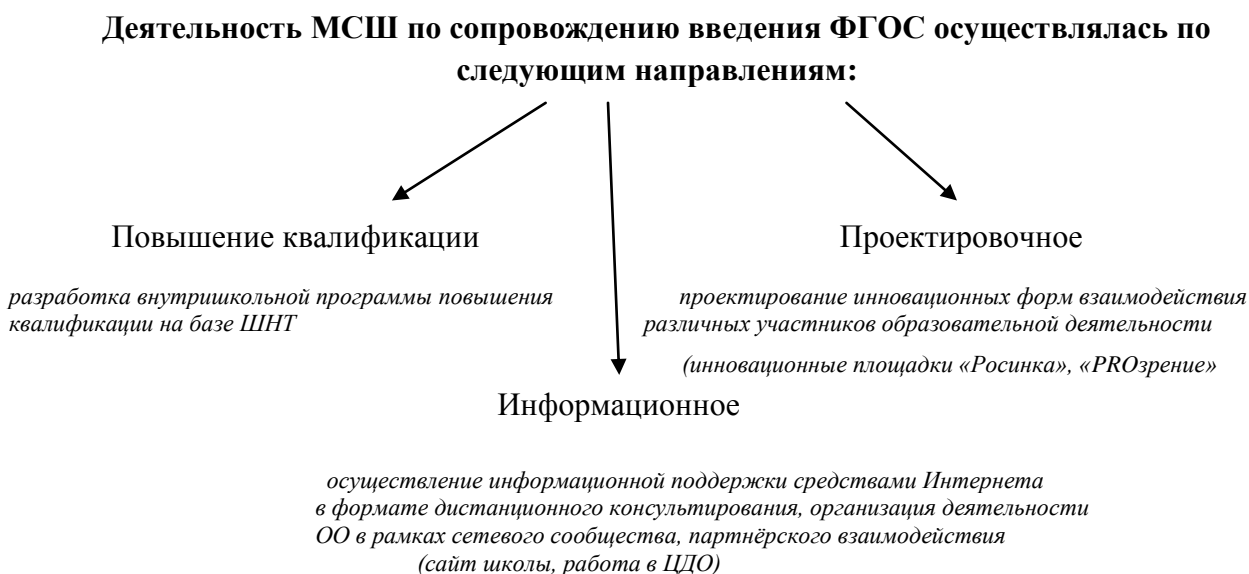 Деятельность МСШ по сопровождению введения ФГОС осуществлялась по
следующим направлениям:
Повышение квалификации
разработка внутришкольной программы повышения
квалификации на базе ШНТ
Проектировочное
проектирование инновационных форм взаимодействия
различных участников образовательной деятельности
(инновационные площадки «Росинка», «PROзрение»
Информационное
осуществление информационной поддержки средствами Интернета
в формате дистанционного консультирования, организация деятельности
ОО в рамках сетевого сообщества, партнёрского взаимодействия
(сайт школы, работа в ЦДО)